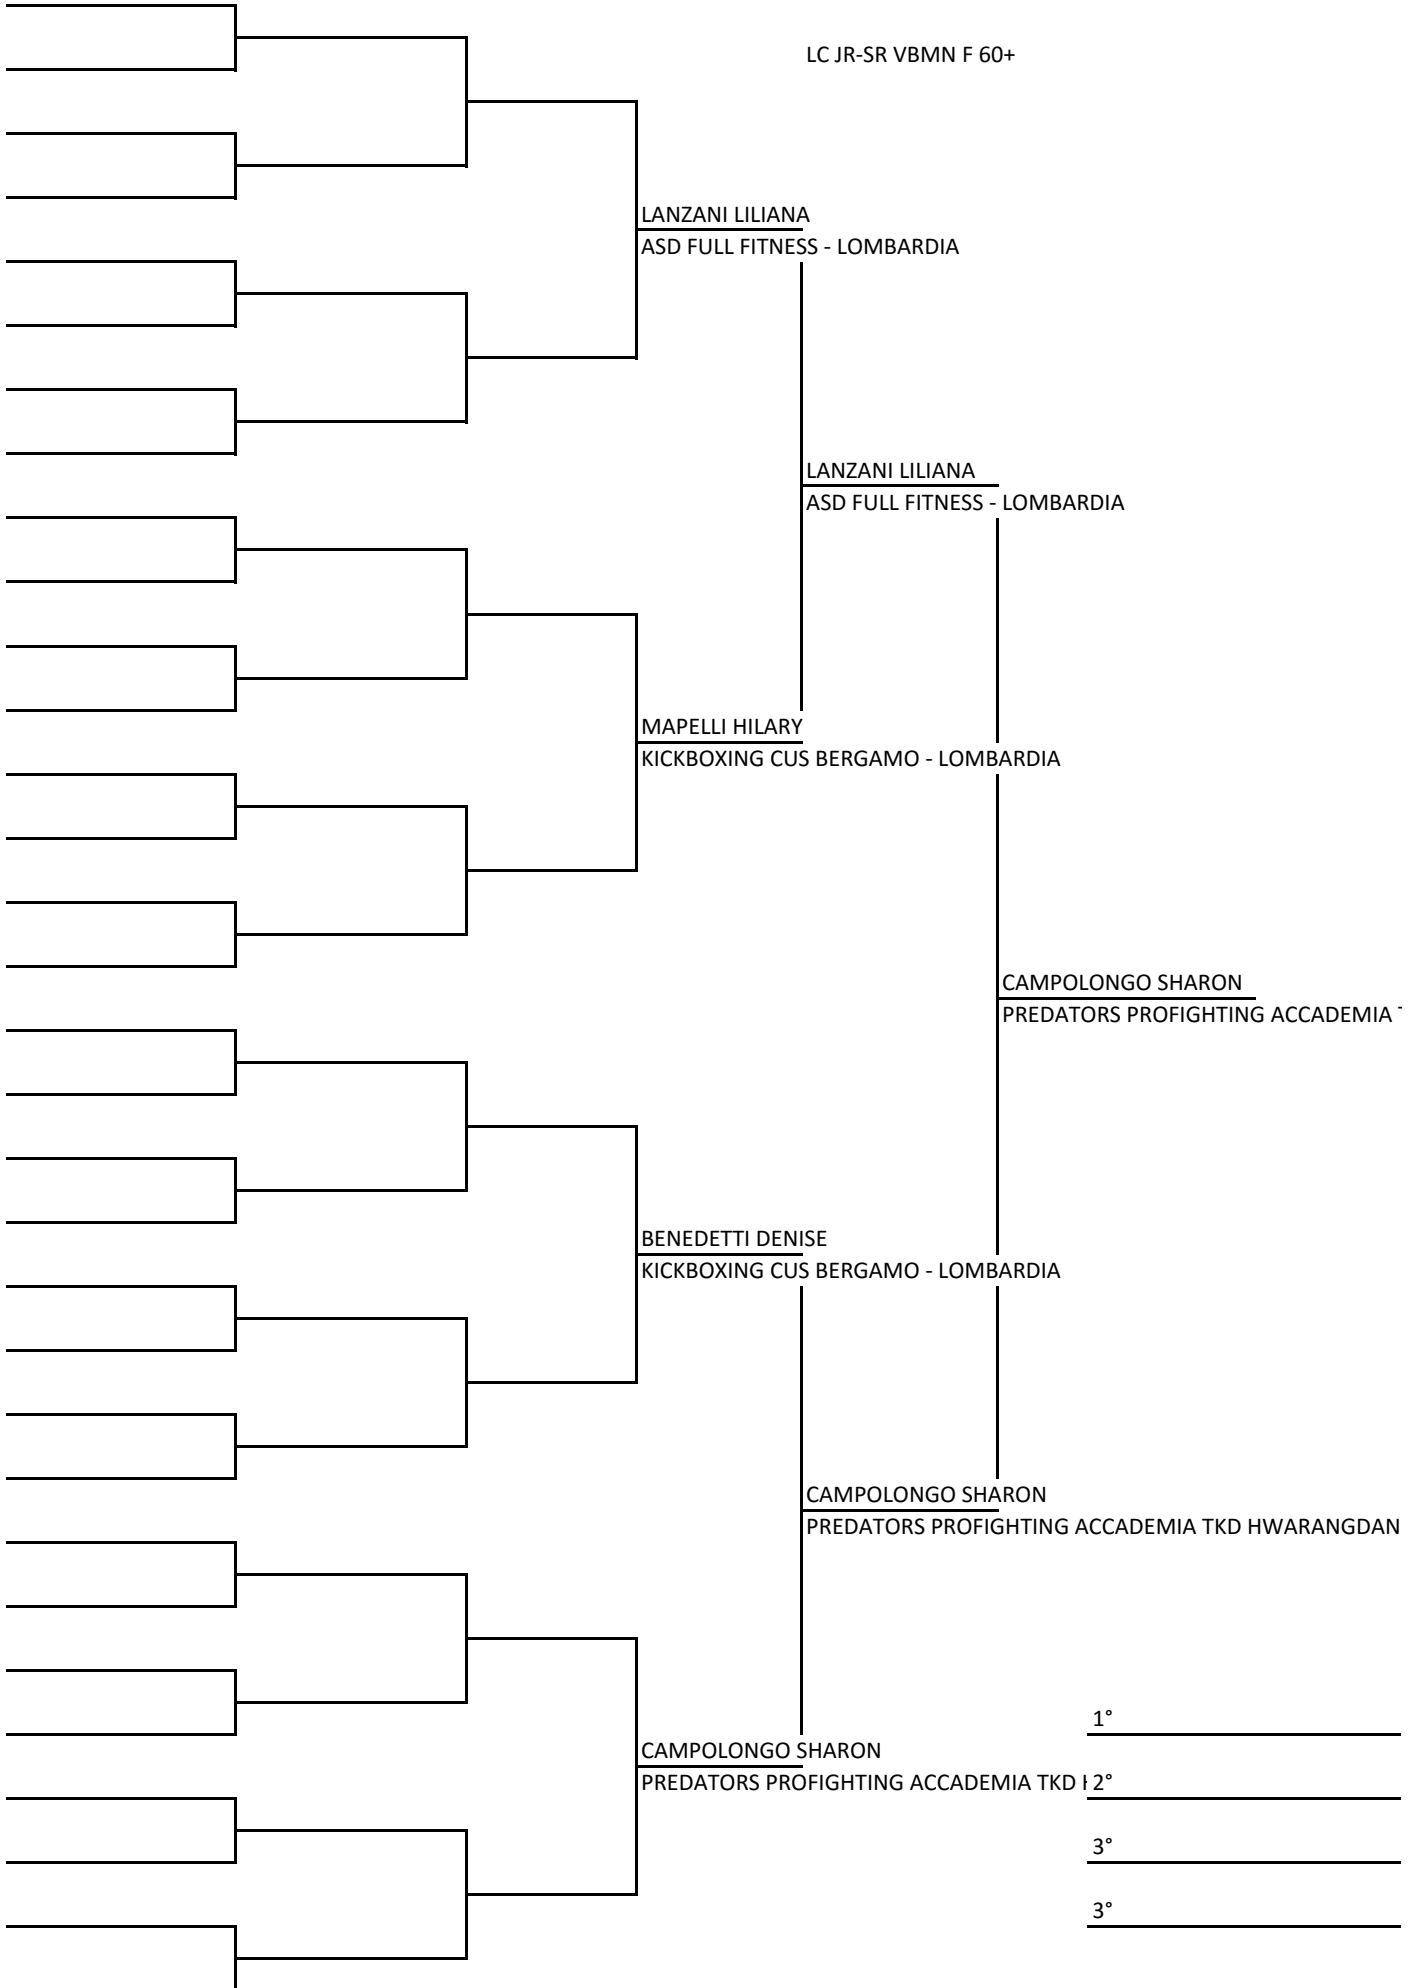 LC JR-SR VBMN F 60+
LANZANI LILIANA
ASD FULL FITNESS - LOMBARDIA
LANZANI LILIANA
ASD FULL FITNESS - LOMBARDIA
MAPELLI HILARY
KICKBOXING CUS BERGAMO - LOMBARDIA
CAMPOLONGO SHARON
PREDATORS PROFIGHTING ACCADEMIA
BENEDETTI DENISE
KICKBOXING CUS BERGAMO - LOMBARDIA
CAMPOLONGO SHARON
PREDATORS PROFIGHTING ACCADEMIA TKD HWARANGDAN
1°
CAMPOLONGO SHARON
PREDATORS PROFIGHTING ACCADEMIA TKD
2°
3°
3°